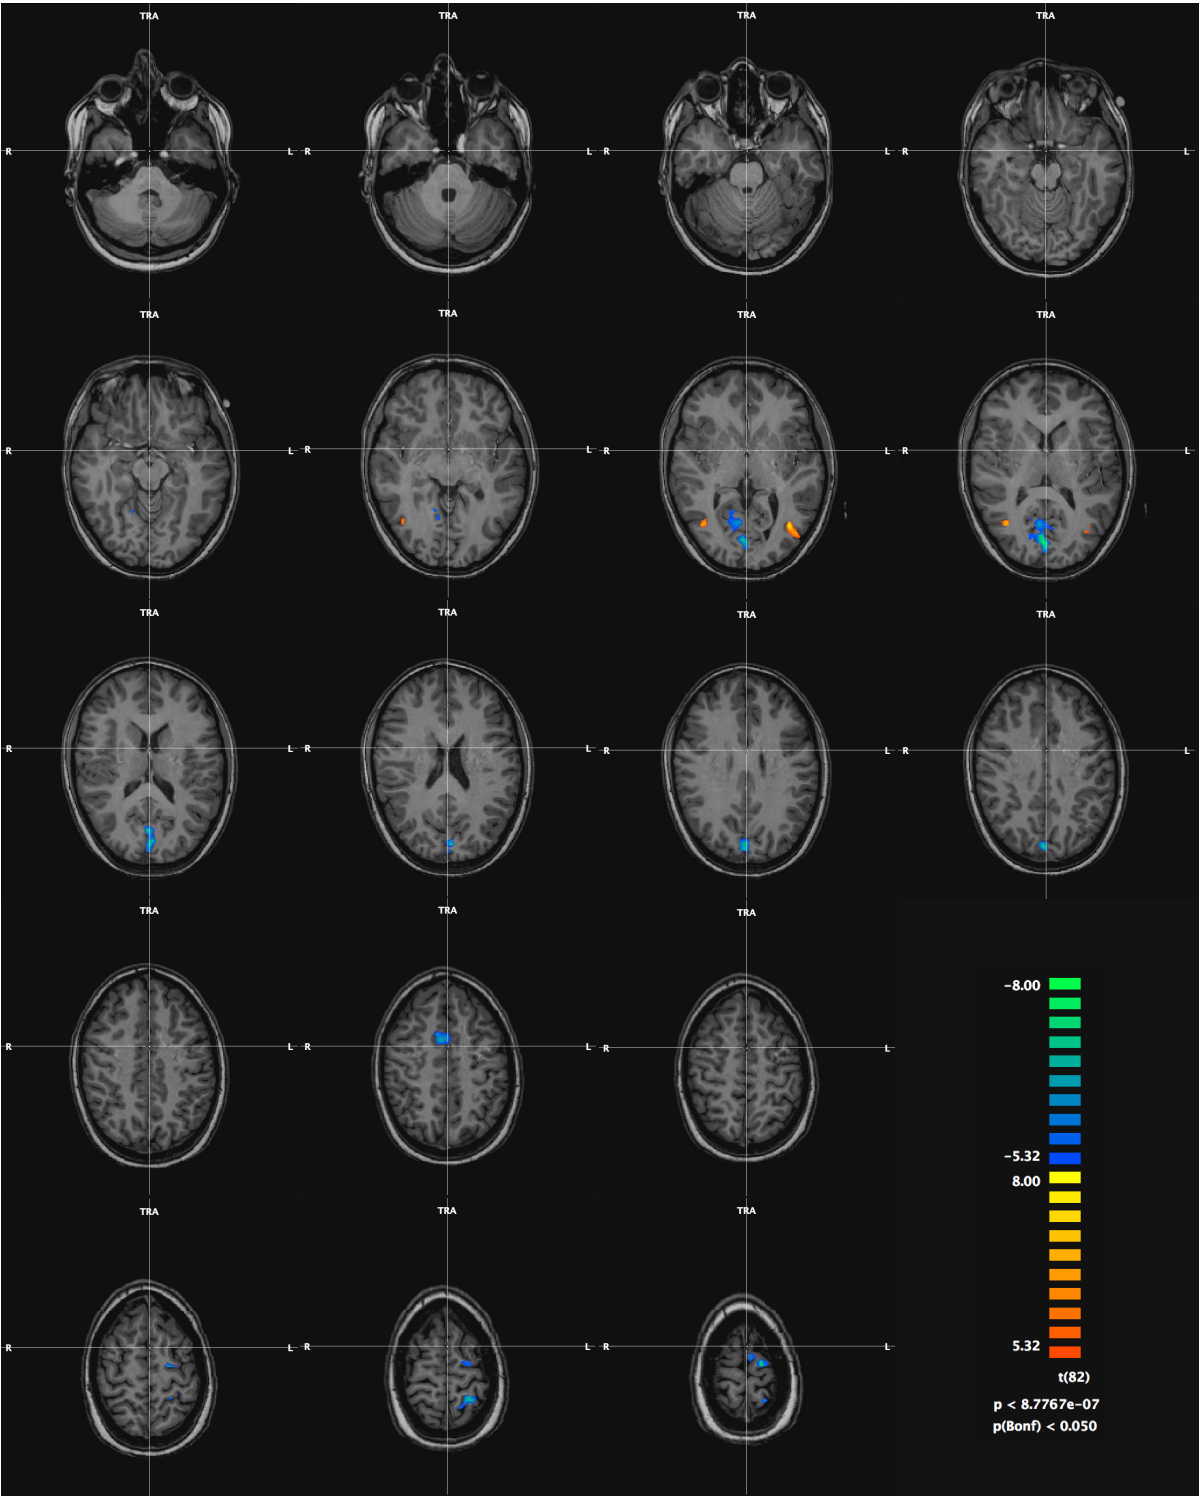 TRA TRA TRA TRA
R L R L R L R L
TRA TRA TRA TRA
R L R L R L R L
TRA TRA TRA TRA
R L R L R L R L
TRA TRA TRA
R L R L R L
−8.00
−5.32
8.00
TRA TRA TRA
R L R L R L
5.32
t(82)
p < 8.7767e−07
p(Bonf) < 0.050